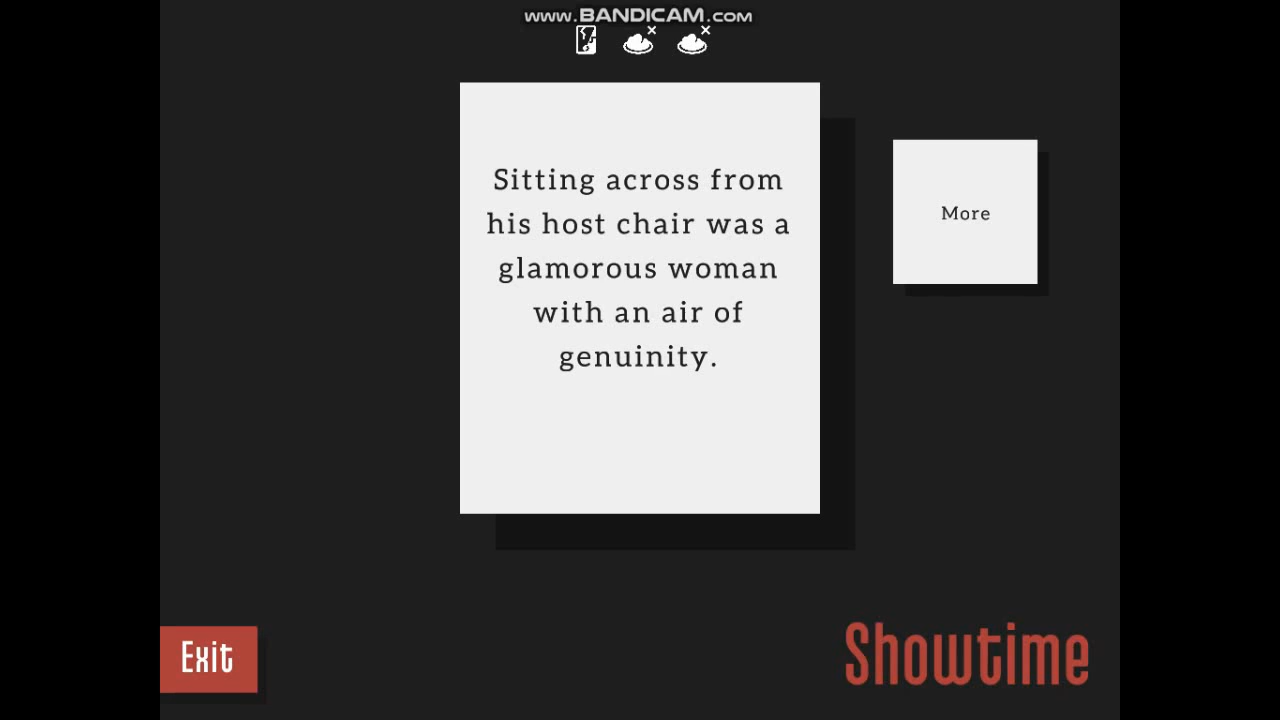 www.BANDICAM.com
Sitting across from
his host chair was a
glamorous woman
with an air of
genuinity.
More
Exit
Showtime